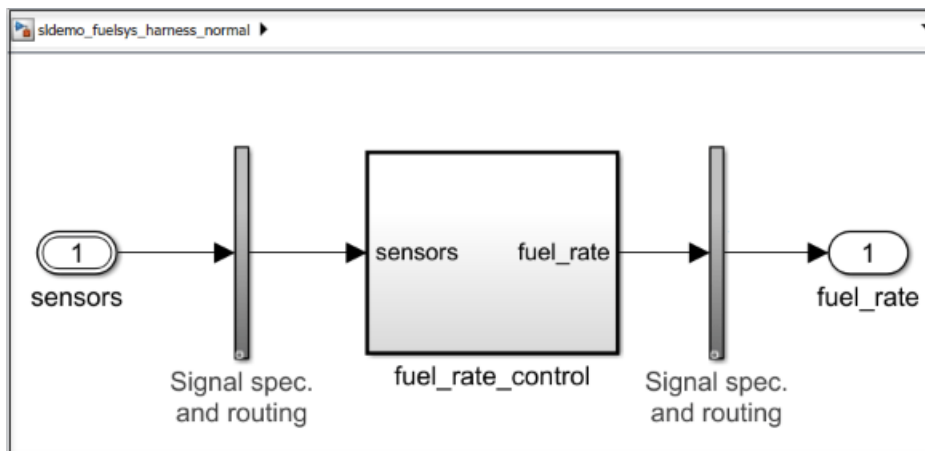 sldemo_fuelsys_harness_normal
1
sensors
Signal spec.
and routing
sensors
fuel_rate
fuel_rate_control
Signal spec.
and routing
1
fuel_rate